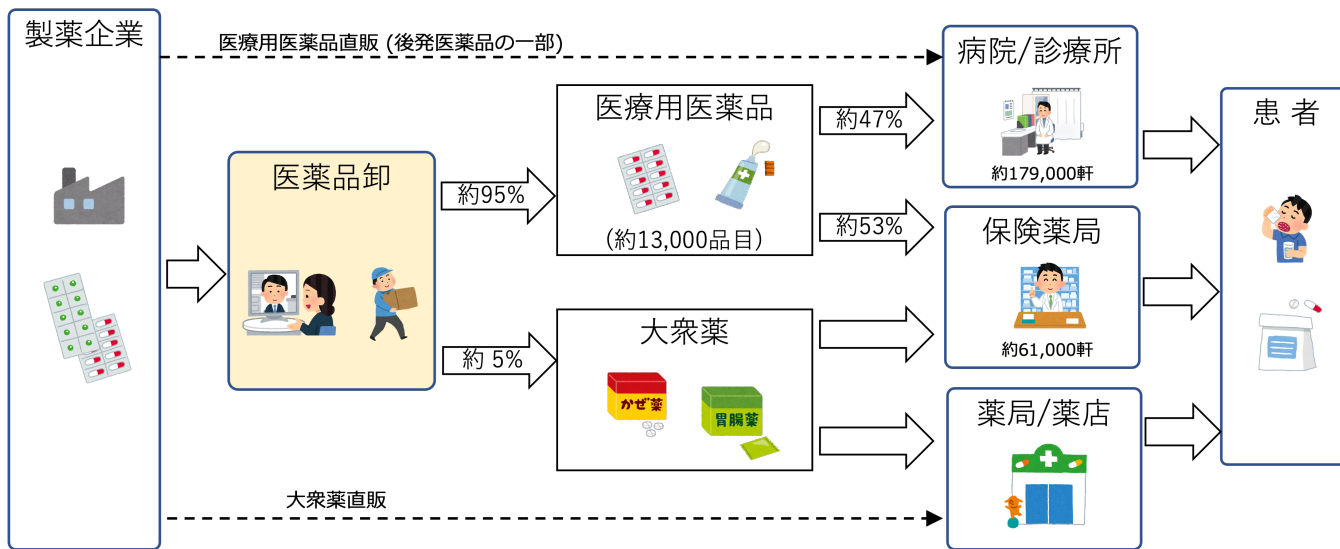 製薬企業
医療用医薬品直販 (後発医薬品の一部)
病院/診療所
約179,000軒
医療用医薬品
(約13,000品目)
約47%
約53%
患 者
医薬品卸
約95%
約 5%
保険薬局
約61,000軒
大衆薬
かぜ薬
胃腸薬
薬局/薬店
大衆薬直販